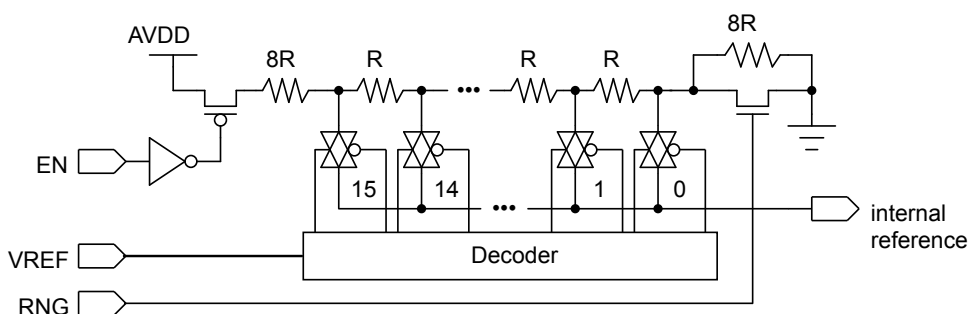 8R
AVDD
8R
R
R
R
•••
EN
15
14
1
0
•••
internal
reference
VREF
Decoder
RNG